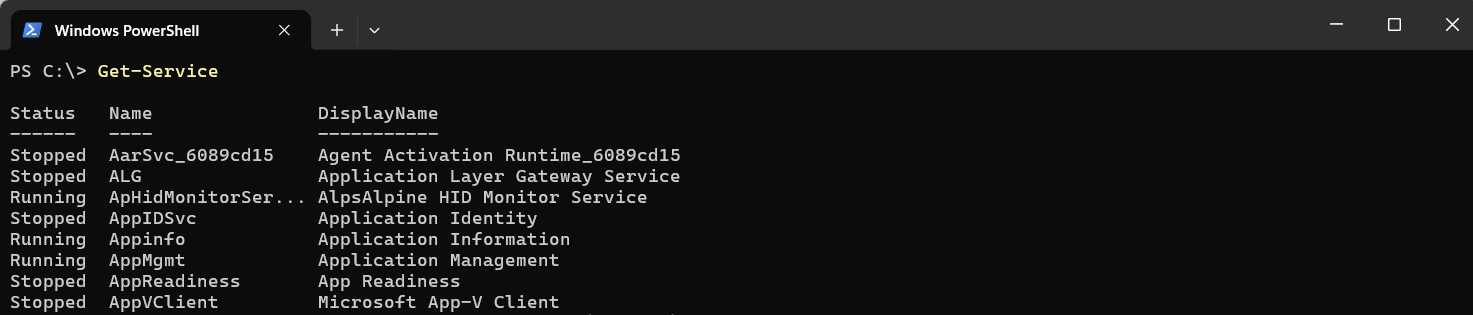 Windows PowerShell
PS C:\> Get-Service
Status   Name               DisplayName
------   ----               -----------
Stopped  AarSvc_6089cd15    Agent Activation Runtime_6089cd15
Stopped  ALG                Application Layer Gateway Service
Running  ApHidMonitorSer... AlpsAlpine HID Monitor Service
Stopped  AppIDSvc           Application Identity
Running  Appinfo            Application Information
Running  AppMgmt            Application Management
Stopped  AppReadiness       App Readiness
Stopped  AppVClient         Microsoft App-V Client